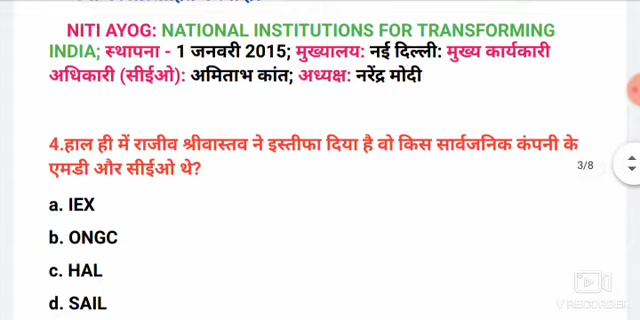 NITI AYOG: NATIONAL INSTITUTIONS FOR TRANSFORMING
INDIA; स्थापना - 1 जनवरी 2015; मुख्यालय: नई दिल्ली: मुख्य कार्यकारी
अधिकारी (सीईओ): अमिताभ कांत; अध्यक्ष: नरेंद्र मोदी
4.हाल ही में राजीव श्रीवास्तव ने इस्तीफा दिया है वो किस सार्वजनिक कंपनी के
एमडी और सीईओ थे?
3/8
a. IEX
b. ONGC
c. HAL
d. SAIL
V RECORDER